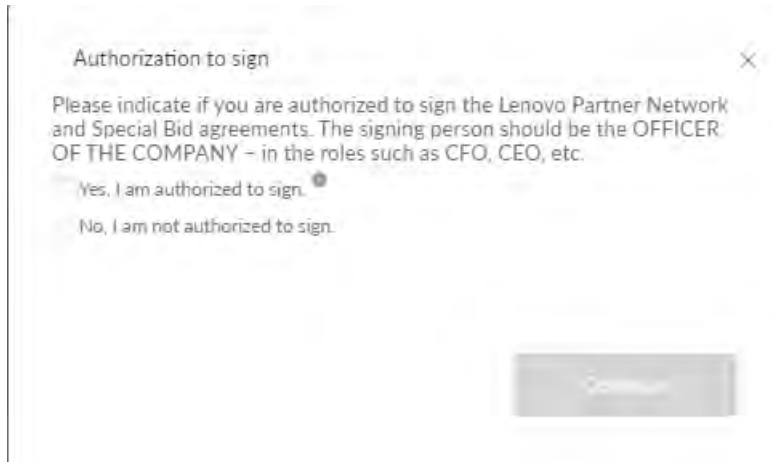 Authorization to sign
Please indicate if you are authorized to sign the Lenovo Partner Network
and Special Bid agreements. The signing person should be the OFFICER
OF THE COMPANY – in the roles such as CFO, CEO, etc.
Yes, I am authorized to sign.
No, I am not authorized to sign.